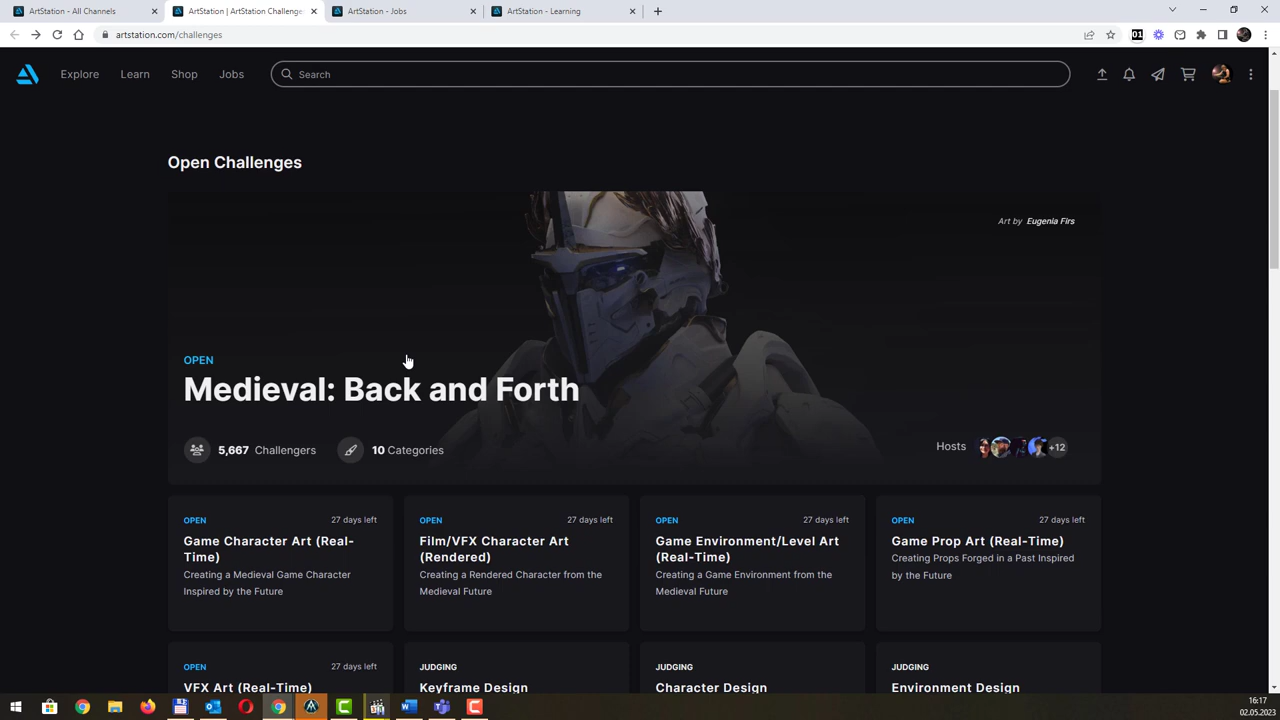 ArtStation - All Channels
ArtStation | ArtStation Challenge
ArtStation - Jobs
ArtStation - Learning
artstation.com/challenges
01
Explore
Learn
Shop
Jobs
Search
Open Challenges
Art by Eugenia Firs
OPEN
Medieval: Back and Forth
5,667 Challengers
10 Categories
Hosts
+12
OPEN
27 days left
Game Character Art (Real-
Time)
Creating a Medieval Game Character
Inspired by the Future
OPEN
27 days left
Film/VFX Character Art
(Rendered)
Creating a Rendered Character from the
Medieval Future
OPEN
27 days left
Game Environment/Level Art
(Real-Time)
Creating a Game Environment from the
Medieval Future
OPEN
27 days left
Game Prop Art (Real-Time)
Creating Props Forged in a Past Inspired
by the Future
OPEN
27 days left
VFX Art (Real-Time)
JUDGING
Keyframe Design
JUDGING
Character Design
JUDGING
Environment Design
16:17
02.05.2023